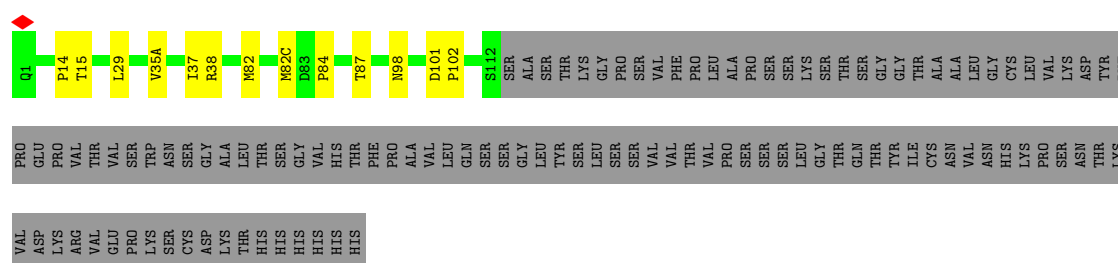 Q1 P14 T15 L29 V35A I37 R38 M82 M82C D83 P84 T87 N98 D101 P102 S112 SER ALA SER THR LYS GLY PRO SER VAL PHE PRO LEU ALA PRO SER SER LYS SER THR SER GLY GLY THR ALA ALA LEU GLY CYS LEU VAL LYS ASP TYR
PRO GLU PRO VAL THR VAL SER TRP ASN SER GLY ALA LEU THR SER GLY VAL HIS THR PHE PRO ALA VAL LEU GLN SER SER GLY LEU TYR SER LEU SER SER VAL VAL THR VAL PRO SER SER SER LEU GLY THR GLN THR TYR ILE CYS ASN VAL ASN HIS LYS PRO SER ASN THR LYS
VAL ASP LYS ARG VAL GLU PRO LYS SER CYS ASP LYS THR HIS HIS HIS HIS HIS HIS